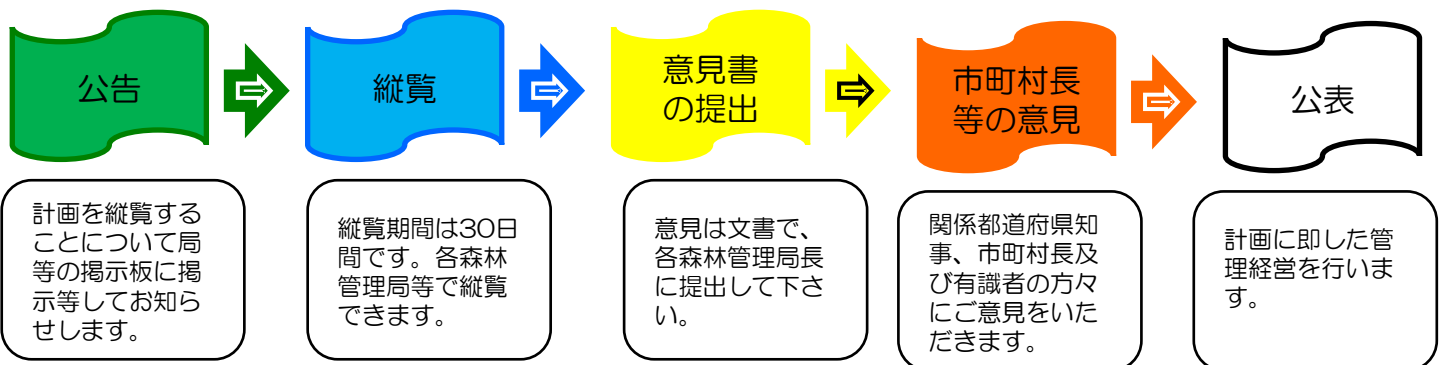 公告
縦覧
意見書
の提出
市町村長
等の意見
公表
計画を縦覧する
ことについて局
等の掲示板に掲
示等してお知ら
せします。
縦覧期間は30日
間です。各森林
管理局等で縦覧
できます。
意見は文書で、
各森林管理局長
に提出して下さ
い。
関係都道府県知
事、市町村長及
び有識者の方々
にご意見をいた
だきます。
計画に即した管
理経営を行いま
す。